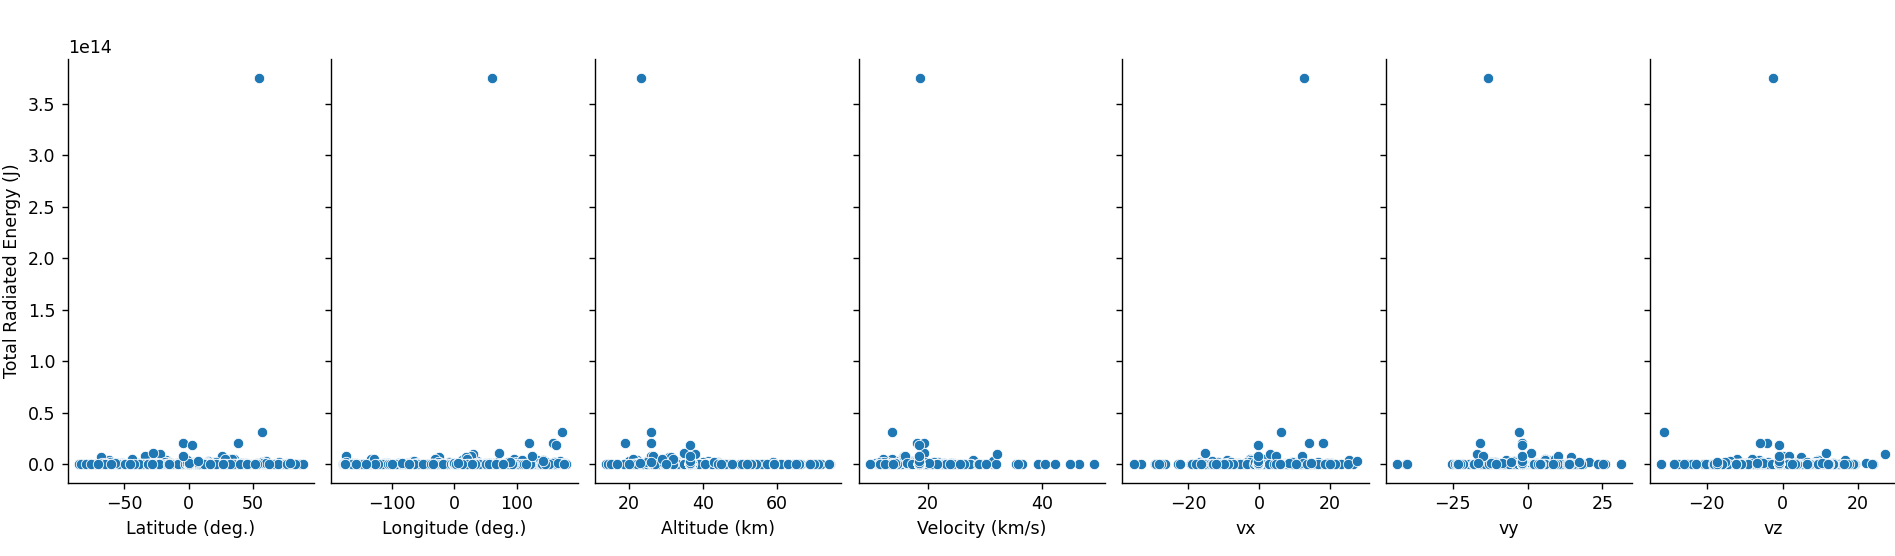 1e14
3.5
3.0
2.5
2.0
1.5
1.0
0.5
0.0
Total Radiated Energy (J)
−50 0 50
Latitude (deg.)
−100 0 100
Longitude (deg.)
20 40 60
Altitude (km)
20 40
Velocity (km/s)
−20 0 20
vx
−25 0 25
vy
−20 0 20
vz